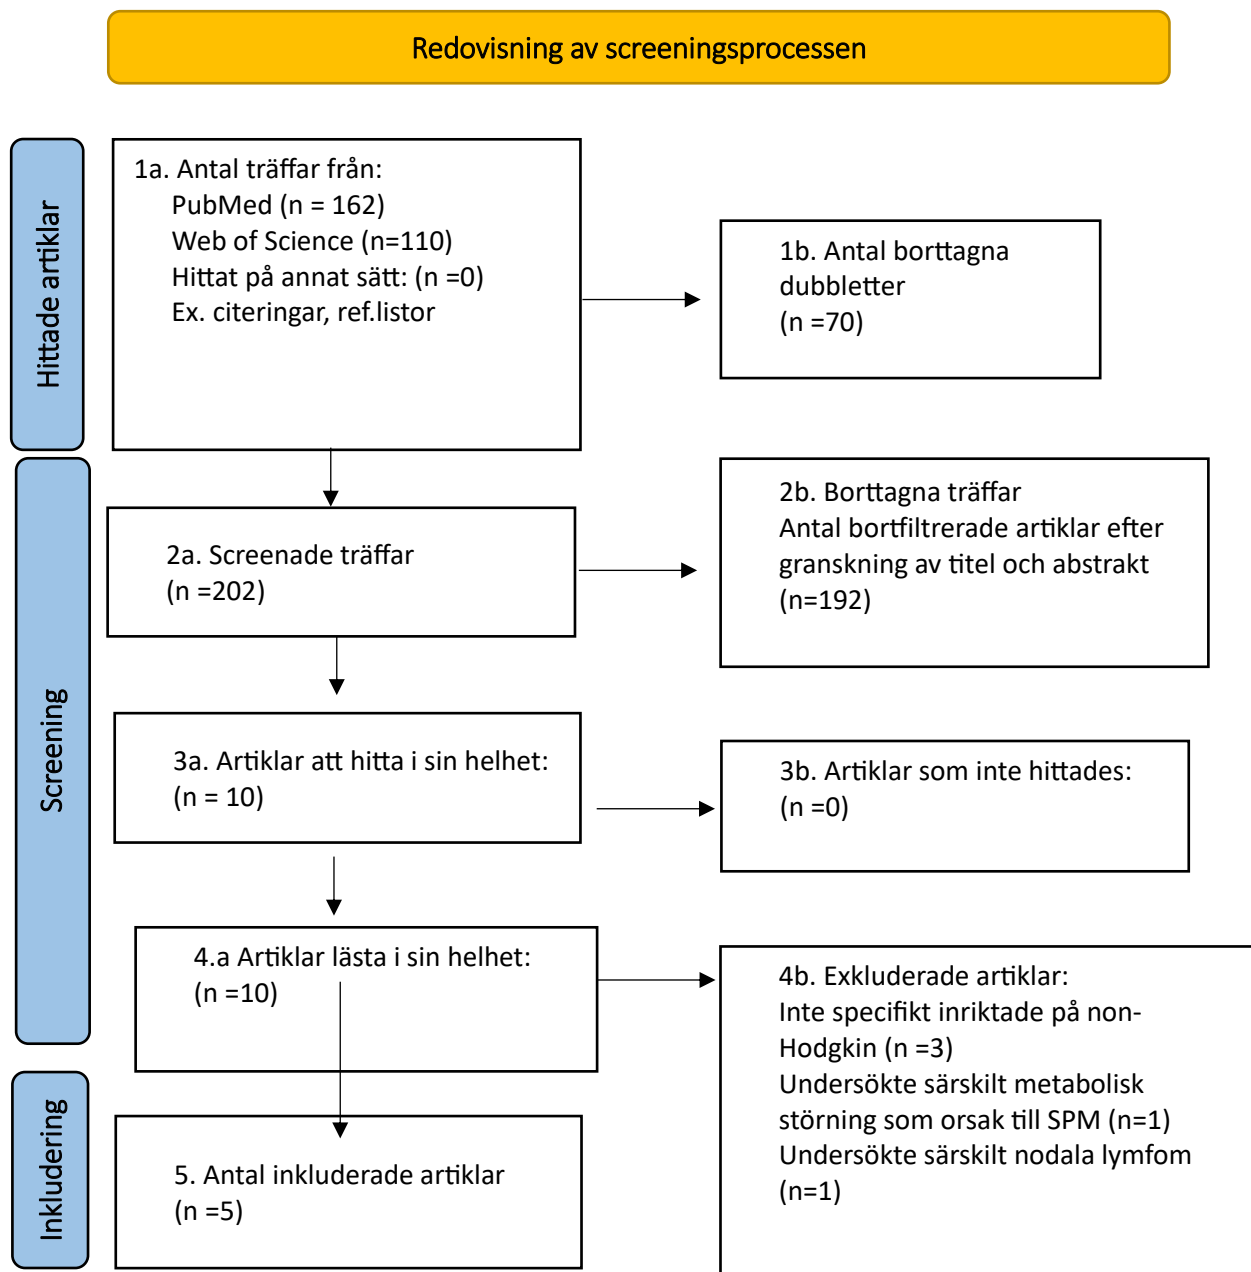 Redovisning av screeningsprocessen
Hittade artiklar
1a. Antal träffar från:
PubMed (n = 162)
Web of Science (n=110)
Hittat på annat sätt: (n =0)
Ex. citeringar, ref.listor
1b. Antal borttagna
dubbletter
(n =70)
Screening
2a. Screenade träffar
(n =202)
2b. Borttagna träffar
Antal bortfiltrerade artiklar efter
granskning av titel och abstrakt
(n=192)
3a. Artiklar att hitta i sin helhet:
(n = 10)
3b. Artiklar som inte hittades:
(n =0)
4.a Artiklar lästa i sin helhet:
(n =10)
4b. Exkluderade artiklar:
Inte specifikt inriktade på non-
Hodgkin (n =3)
Undersökte särskilt metabolisk
störning som orsak till SPM (n=1)
Undersökte särskilt nodala lymfom
(n=1)
Inkludering
5. Antal inkluderade artiklar
(n =5)